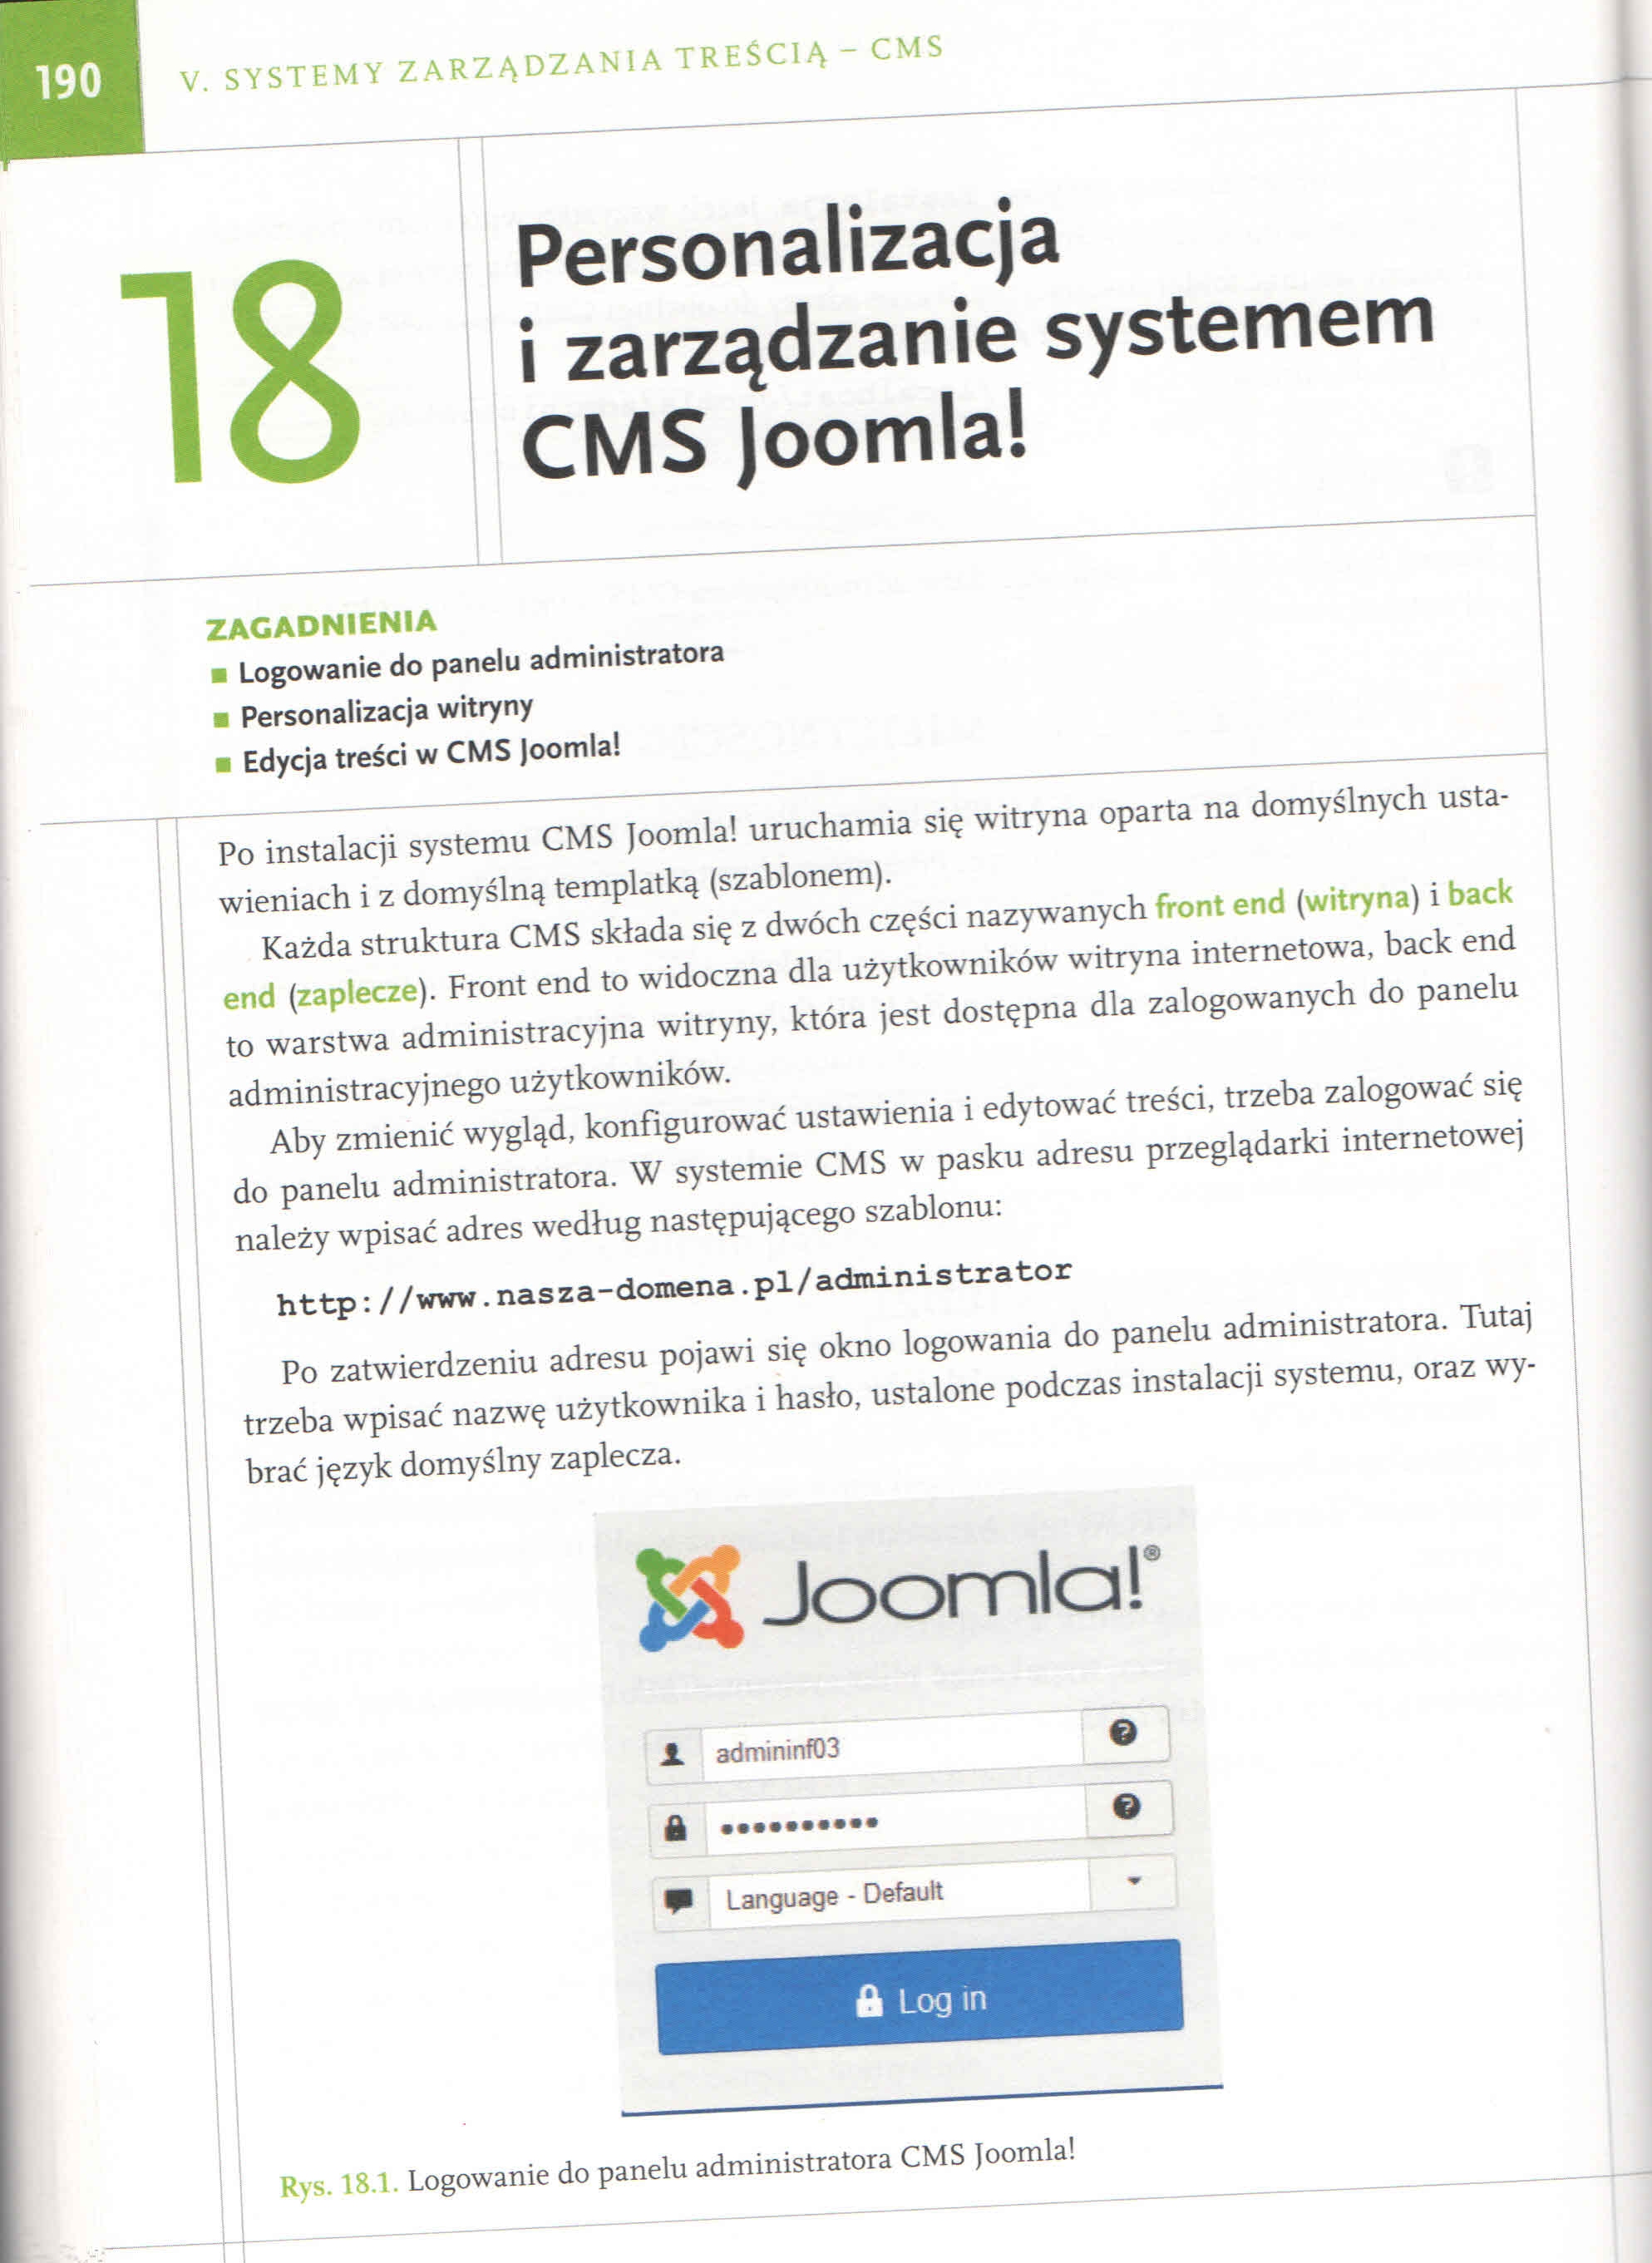 190
V. SYSTEMY ZARZĄDZANIA TREŚCIĄ – CMS
18
Personalizacja
i zarządzanie systemem
CMS Joomla!
ZAGADNIENIA
■ Logowanie do panelu administratora
■ Personalizacja witryny
■ Edycja treści w CMS Joomla!
Po instalacji systemu CMS Joomla! uruchamia się witryna oparta na domyślnych usta-
wieniach i z domyślną templatką (szablonem).
Każda struktura CMS składa się z dwóch części nazywanych front end (witryna) i back
end (zaplecze). Front end to widoczna dla użytkowników witryna internetowa, back end
to warstwa administracyjna witryny, która jest dostępna dla zalogowanych do panelu
administracyjnego użytkowników.
Aby zmienić wygląd, konfigurować ustawienia i edytować treści, trzeba zalogować się
do panelu administratora. W systemie CMS w pasku adresu przeglądarki internetowej
należy wpisać adres według następującego szablonu:
http://www.nasza-domena.pl/administrator
Po zatwierdzeniu adresu pojawi się okno logowania do panelu administratora. Tutaj
trzeba wpisać nazwę użytkownika i hasło, ustalone podczas instalacji systemu, oraz wy-
brać język domyślny zaplecza.
Joomla!®
admininf03
••••••••••
Language - Default
Log in
Rys. 18.1. Logowanie do panelu administratora CMS Joomla!